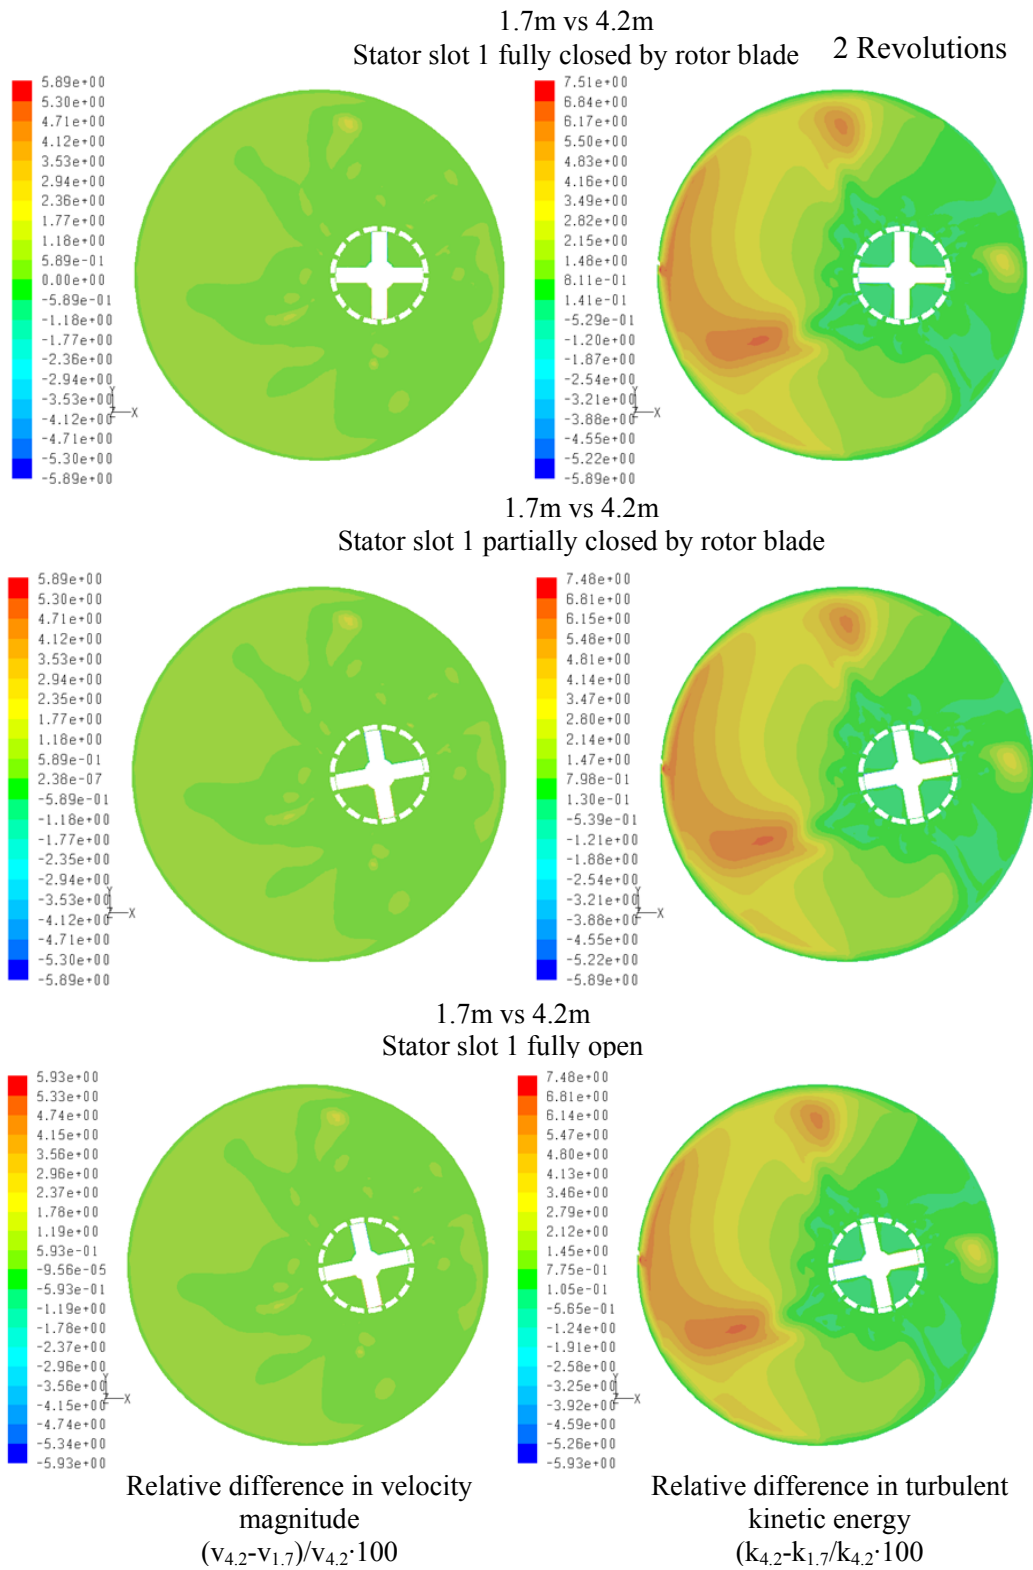 1.7m vs 4.2m
Stator slot 1 fully closed by rotor blade
2 Revolutions
5.89e+00
5.30e+00
4.71e+00
4.12e+00
3.53e+00
2.94e+00
2.36e+00
1.77e+00
1.18e+00
5.89e-01
0.00e+00
-5.89e-01
-1.18e+00
-1.77e+00
-2.36e+00
-2.94e+00
-3.53e+00
-4.12e+00
-4.71e+00
-5.30e+00
-5.89e+00
Y
Z X
7.51e+00
6.84e+00
6.17e+00
5.50e+00
4.83e+00
4.16e+00
3.49e+00
2.82e+00
2.15e+00
1.48e+00
8.11e-01
1.41e-01
-5.29e-01
-1.20e+00
-1.87e+00
-2.54e+00
-3.21e+00
-3.88e+00
-4.55e+00
-5.22e+00
-5.89e+00
Y
Z X
1.7m vs 4.2m
Stator slot 1 partially closed by rotor blade
5.89e+00
5.30e+00
4.71e+00
4.12e+00
3.53e+00
2.94e+00
2.35e+00
1.77e+00
1.18e+00
5.89e-01
2.38e-07
-5.89e-01
-1.18e+00
-1.77e+00
-2.35e+00
-2.94e+00
-3.53e+00
-4.12e+00
-4.71e+00
-5.30e+00
-5.89e+00
Y
Z X
7.48e+00
6.81e+00
6.15e+00
5.48e+00
4.81e+00
4.14e+00
3.47e+00
2.80e+00
2.14e+00
1.47e+00
7.98e-01
1.30e-01
-5.39e-01
-1.21e+00
-1.88e+00
-2.54e+00
-3.21e+00
-3.88e+00
-4.55e+00
-5.22e+00
-5.89e+00
Y
Z X
1.7m vs 4.2m
Stator slot 1 fully open
5.93e+00
5.33e+00
4.74e+00
4.15e+00
3.56e+00
2.96e+00
2.37e+00
1.78e+00
1.19e+00
5.93e-01
-9.56e-05
-5.93e-01
-1.19e+00
-1.78e+00
-2.37e+00
-2.96e+00
-3.56e+00
-4.15e+00
-4.74e+00
-5.34e+00
-5.93e+00
Y
Z X
7.48e+00
6.81e+00
6.14e+00
5.47e+00
4.80e+00
4.13e+00
3.46e+00
2.79e+00
2.12e+00
1.45e+00
7.75e-01
1.05e-01
-5.65e-01
-1.24e+00
-1.91e+00
-2.58e+00
-3.25e+00
-3.92e+00
-4.59e+00
-5.26e+00
-5.93e+00
Y
Z X
Relative difference in velocity
magnitude
(v4.2-v1.7)/v4.2·100
Relative difference in turbulent
kinetic energy
(k4.2-k1.7/k4.2·100